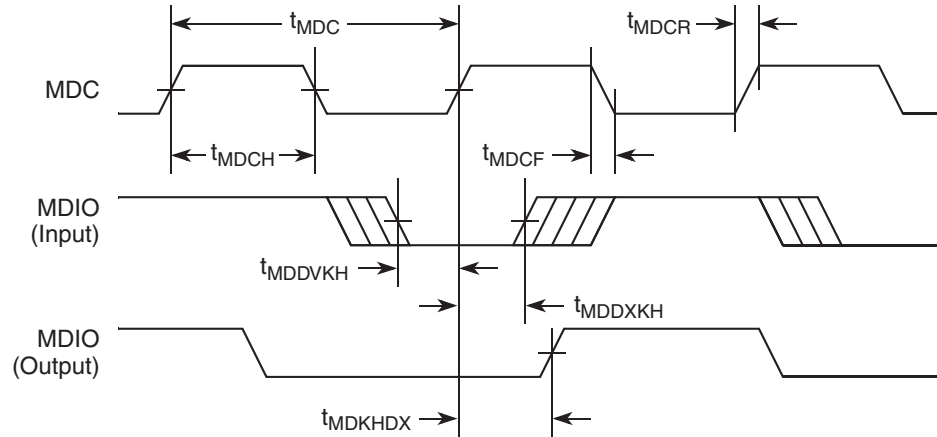 tMDC
tMDCR
MDC
tMDCH
tMDCF
MDIO
(Input)
tMDDVKH
tMDDXKH
MDIO
(Output)
tMDKHDX